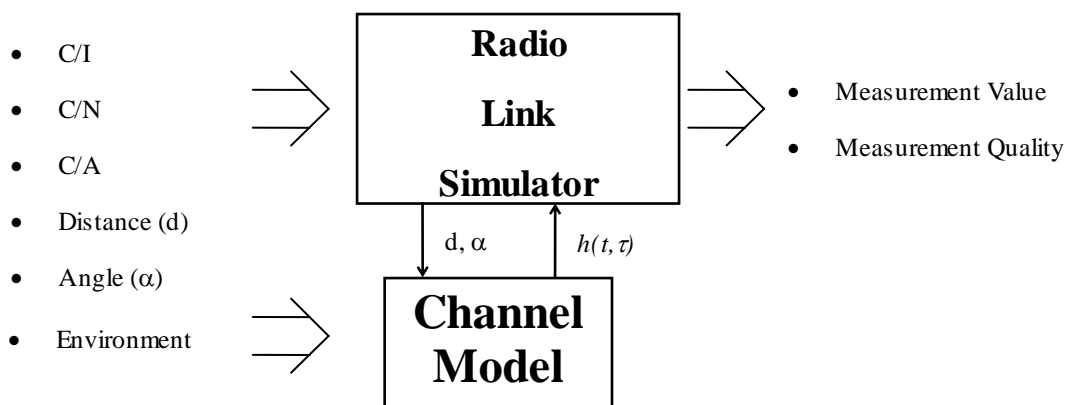 • C/I
• C/N
• C/A
• Distance (d)
• Angle (α)
• Environment
Radio
Link
Simulator
d, α
h(t,τ)
Channel
Model
• Measurement Value
• Measurement Quality